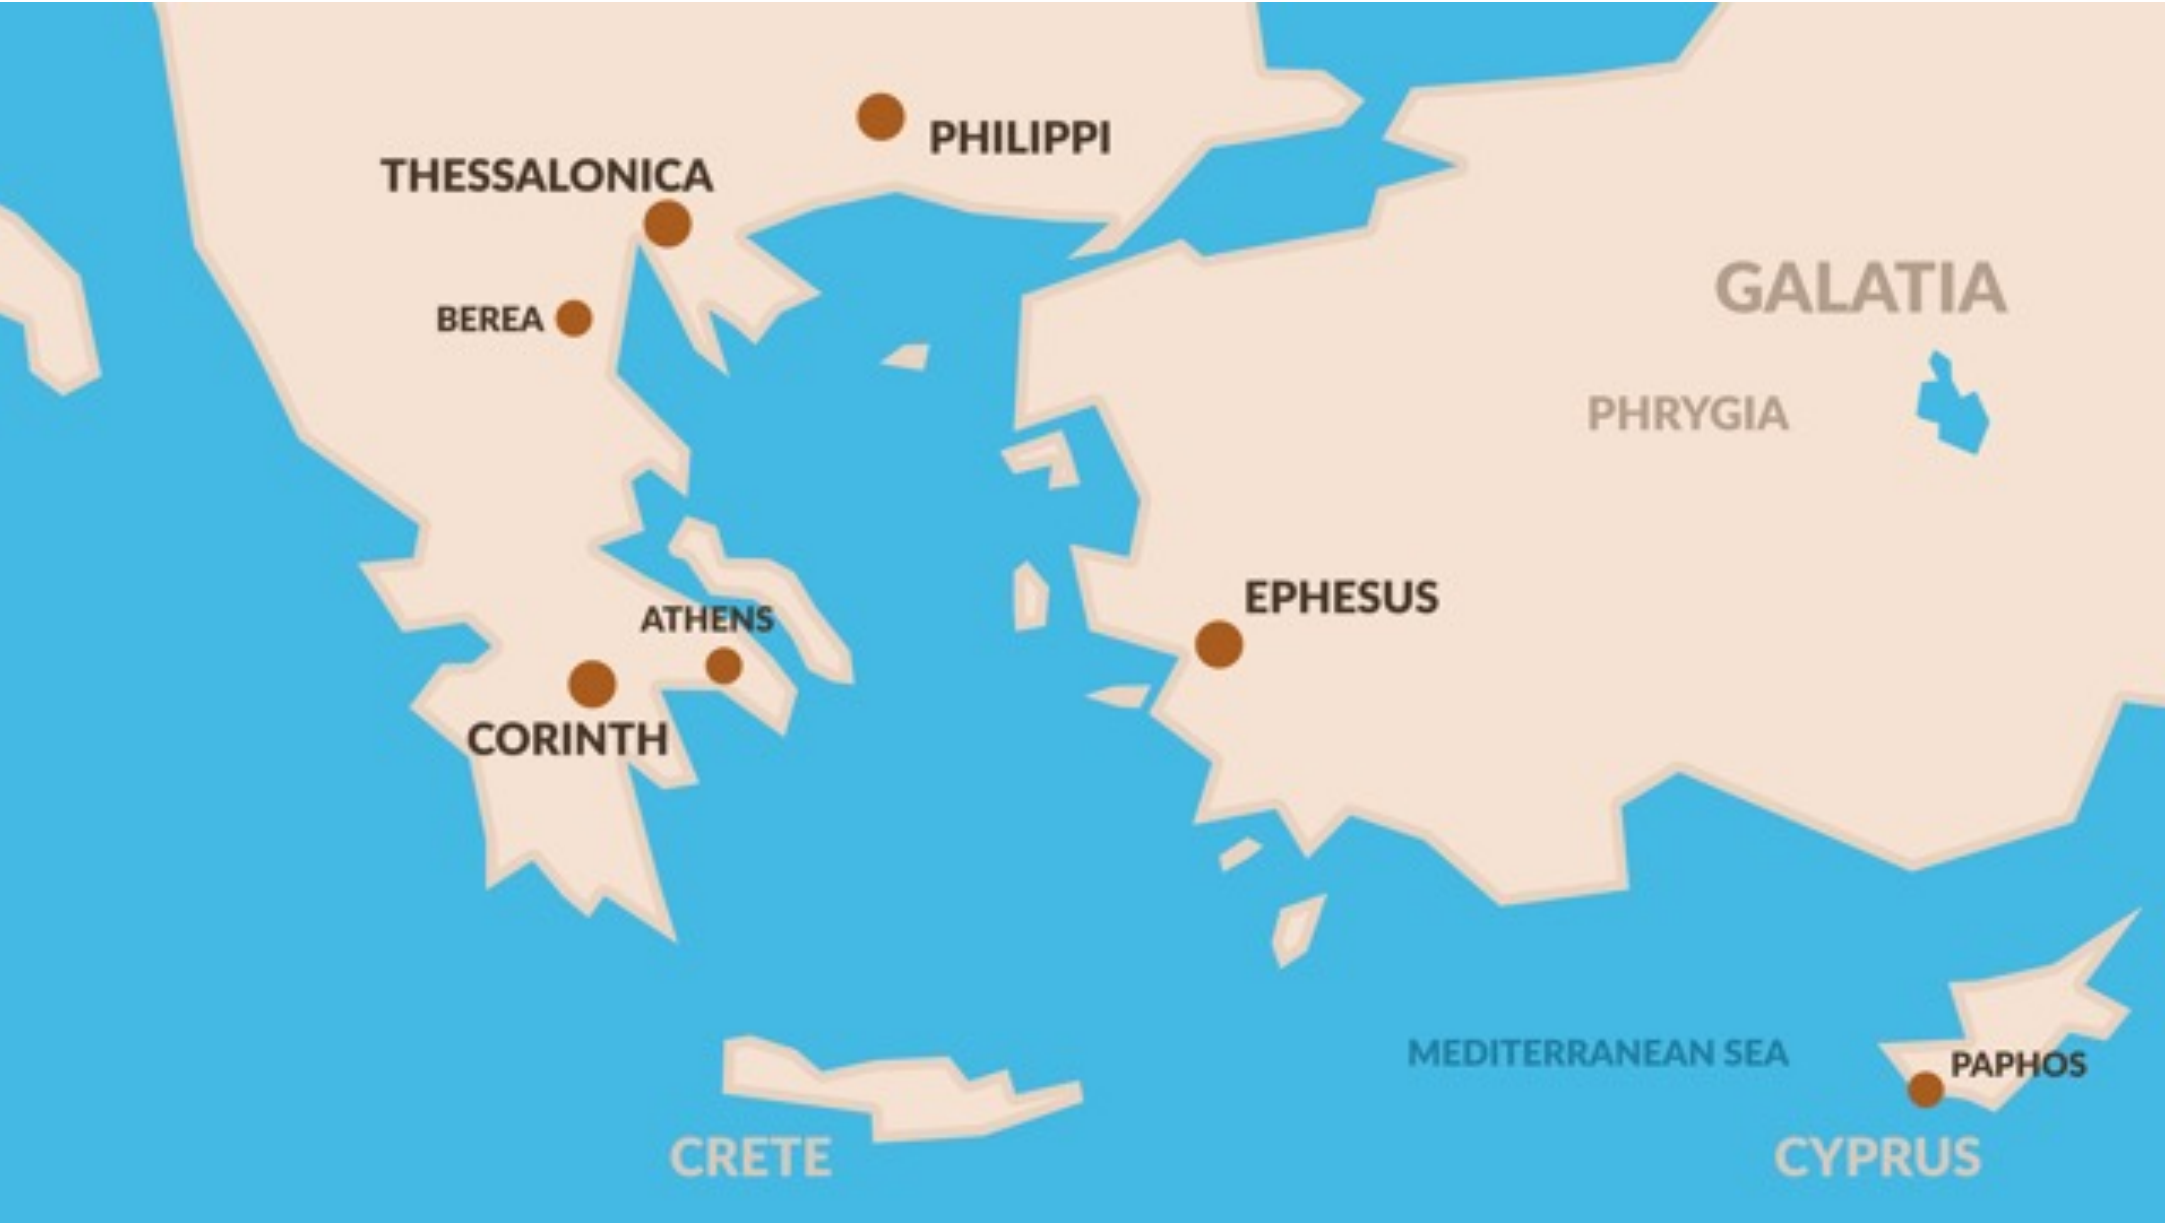 PHILIPPI
THESSALONICA
GALATIA
BEREA
PHRYGIA
EPHESUS
ATHENS
CORINTH
MEDITERRANEAN SEA
PAPHOS
CRETE
CYPRUS